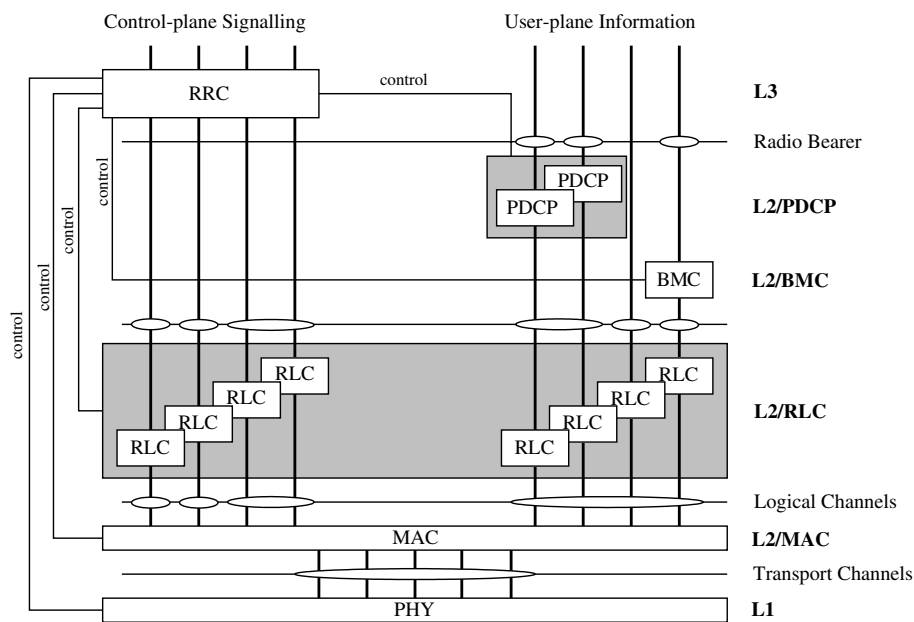 Control-plane Signalling
User-plane Information
RRC
control
L3
Radio Bearer
control
control
control
control
PDCP
PDCP
L2/PDCP
BMC
L2/BMC
RLC
RLC
RLC
RLC
RLC
RLC
RLC
RLC
L2/RLC
Logical Channels
MAC
L2/MAC
Transport Channels
PHY
L1